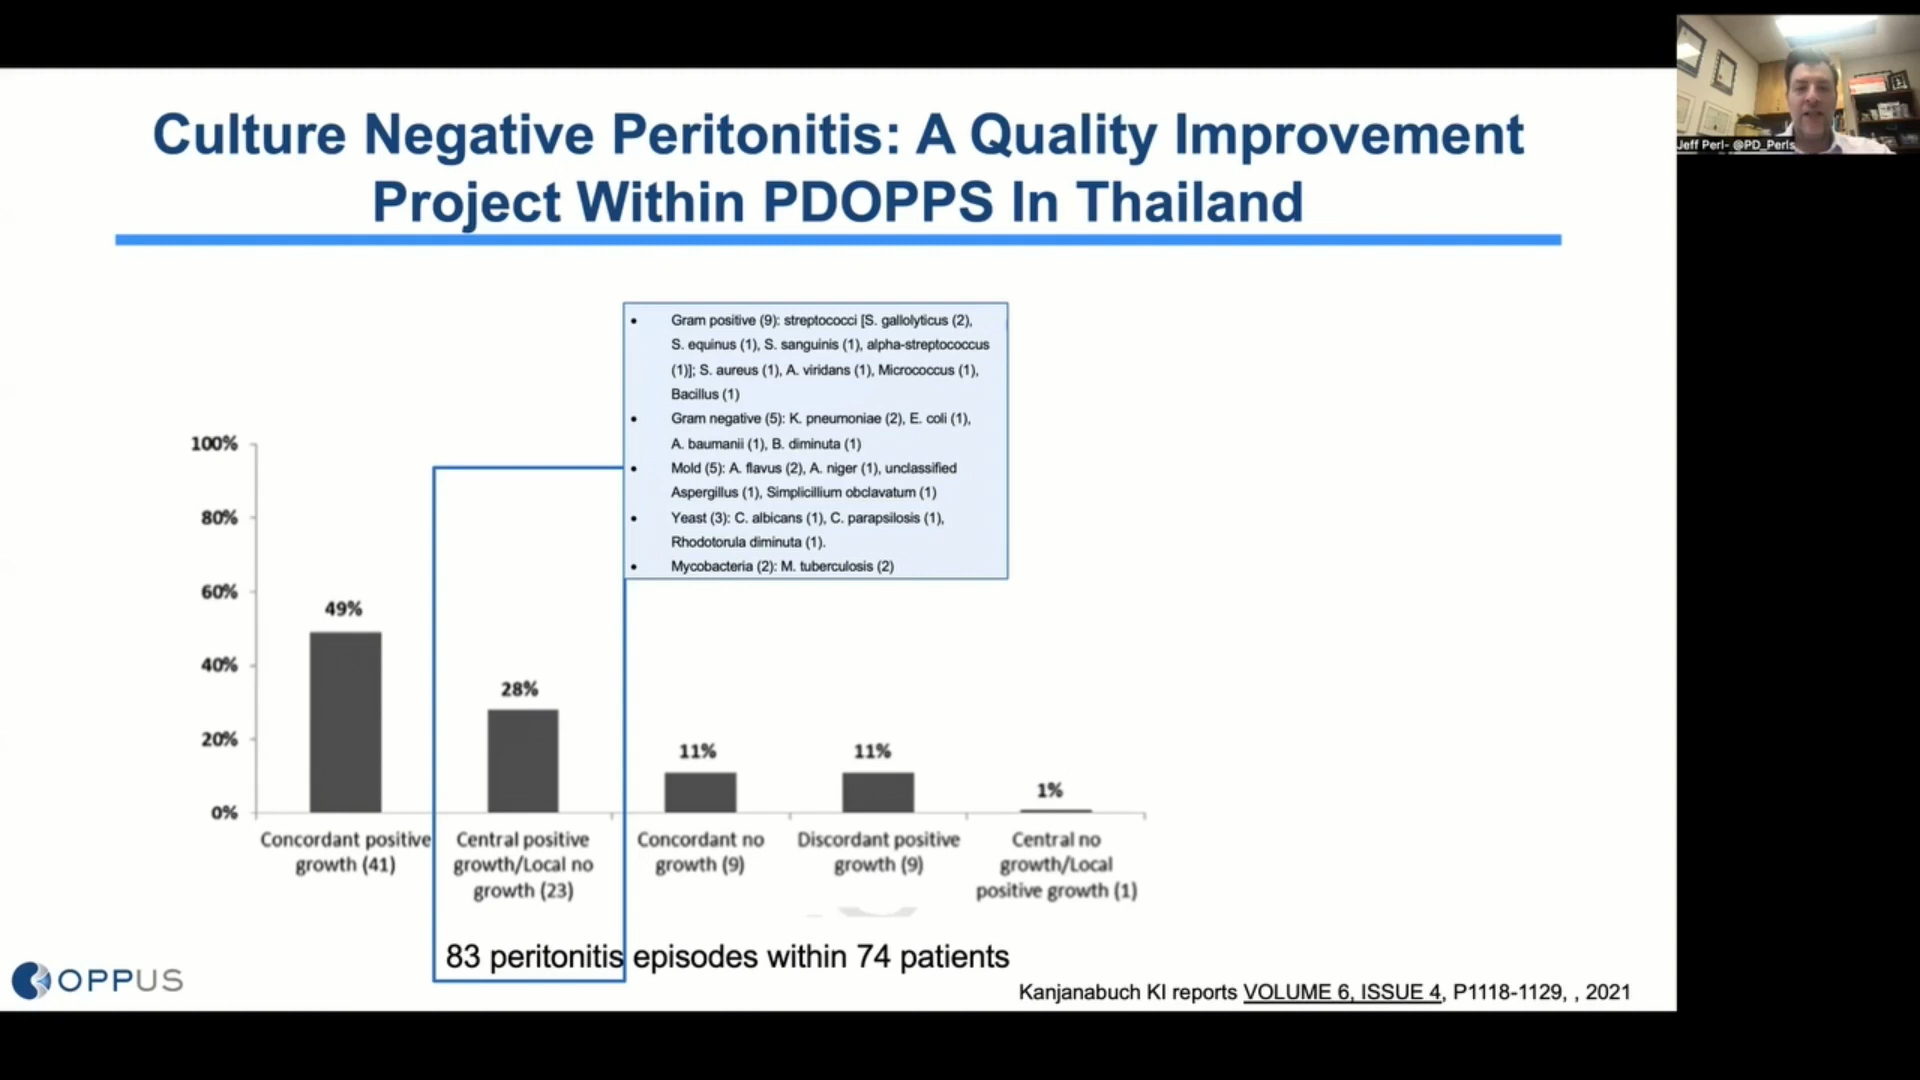 Culture Negative Peritonitis: A Quality Improvement
Project Within PDOPPS In Thailand
Jeff Perl- @PD_Perls
• Gram positive (9): streptococci [S. gallolyticus (2),
S. equinus (1), S. sanguinis (1), alpha-streptococcus
(1)]; S. aureus (1), A. viridans (1), Micrococcus (1),
Bacillus (1)
• Gram negative (5): K. pneumoniae (2), E. coli (1),
A. baumanii (1), B. diminuta (1)
• Mold (5): A. flavus (2), A. niger (1), unclassified
Aspergillus (1), Simplicillium obclavatum (1)
• Yeast (3): C. albicans (1), C. parapsilosis (1),
Rhodotorula diminuta (1).
• Mycobacteria (2): M. tuberculosis (2)
100%
80%
60%
40%
20%
0%
49%
28%
11%
11%
1%
Concordant positive
growth (41)
Central positive
growth/Local no
growth (23)
Concordant no
growth (9)
Discordant positive
growth (9)
Central no
growth/Local
positive growth (1)
83 peritonitis episodes within 74 patients
OPPUS
Kanjanabuch KI reports VOLUME 6, ISSUE 4, P1118-1129, , 2021